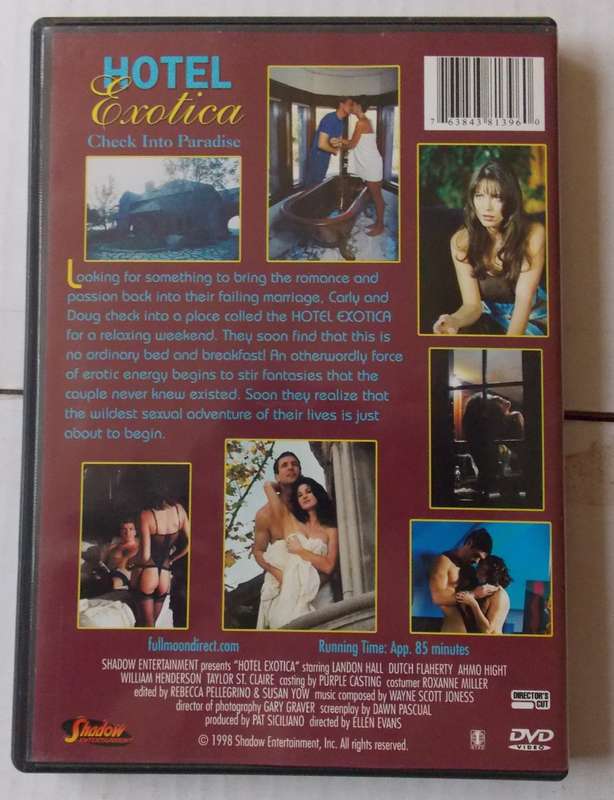 HOTEL
Exotica
Check Into Paradise
7 63843 81396 0
Looking for something to bring the romance and
passion back into their failing marriage, Carly and
Doug check into a place called the HOTEL EXOTICA
for a relaxing weekend. They soon find that this is
no ordinary bed and breakfast! An otherwordly force
of erotic energy begins to stir fantasies that the
couple never knew existed. Soon they realize that
the wildest sexual adventure of their lives is just
about to begin.
fullmoondirect.com
Running Time: App. 85 minutes
SHADOW ENTERTAINMENT presents "HOTEL EXOTICA" starring LANDON HALL DUTCH FLAHERTY AHMO HIGHT
WILLIAM HENDERSON TAYLOR ST. CLAIRE casting by PURPLE CASTING costumer ROXANNE MILLER
edited by REBECCA PELLEGRINO & SUSAN YOW music composed by WAYNE SCOTT JONESS
director of photography GARY GRAVER screenplay by DAWN PASCUAL
produced by PAT SICILIANO directed by ELLEN EVANS
DIRECTOR'S
CUT
Shadow
ENTERTAINMENT
© 1998 Shadow Entertainment, Inc. All rights reserved.
DVD
VIDEO